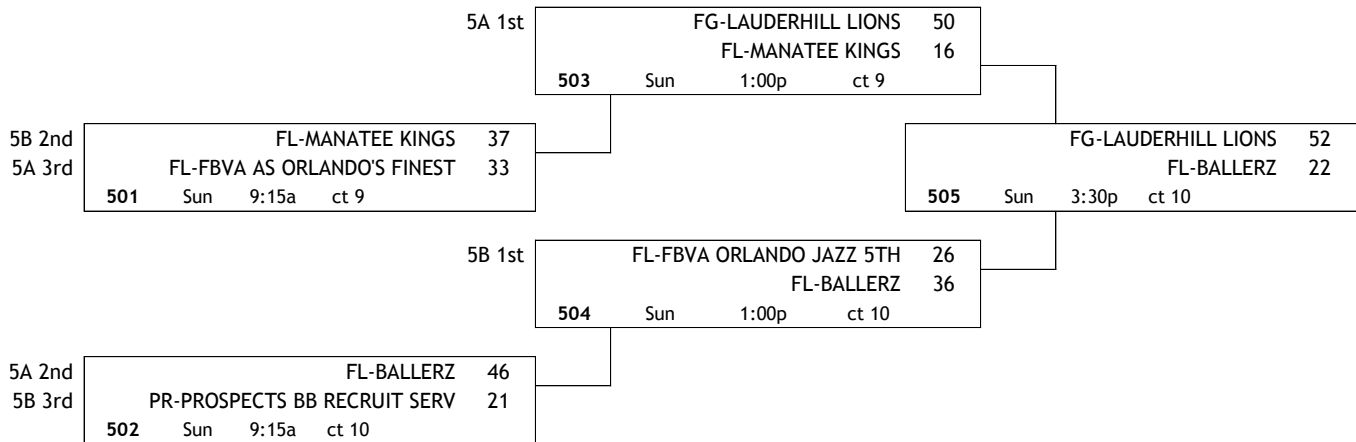 5A 1st
FG-LAUDERHILL LIONS 50
FL-MANATEE KINGS 16
503 Sun 1:00p ct 9
5B 2nd FL-MANATEE KINGS 37
5A 3rd FL-FBVA AS ORLANDO'S FINEST 33
501 Sun 9:15a ct 9
FG-LAUDERHILL LIONS 52
FL-BALLERZ 22
505 Sun 3:30p ct 10
5B 1st FL-FBVA ORLANDO JAZZ 5TH 26
FL-BALLERZ 36
504 Sun 1:00p ct 10
5A 2nd FL-BALLERZ 46
5B 3rd PR-PROSPECTS BB RECRUIT SERV 21
502 Sun 9:15a ct 10